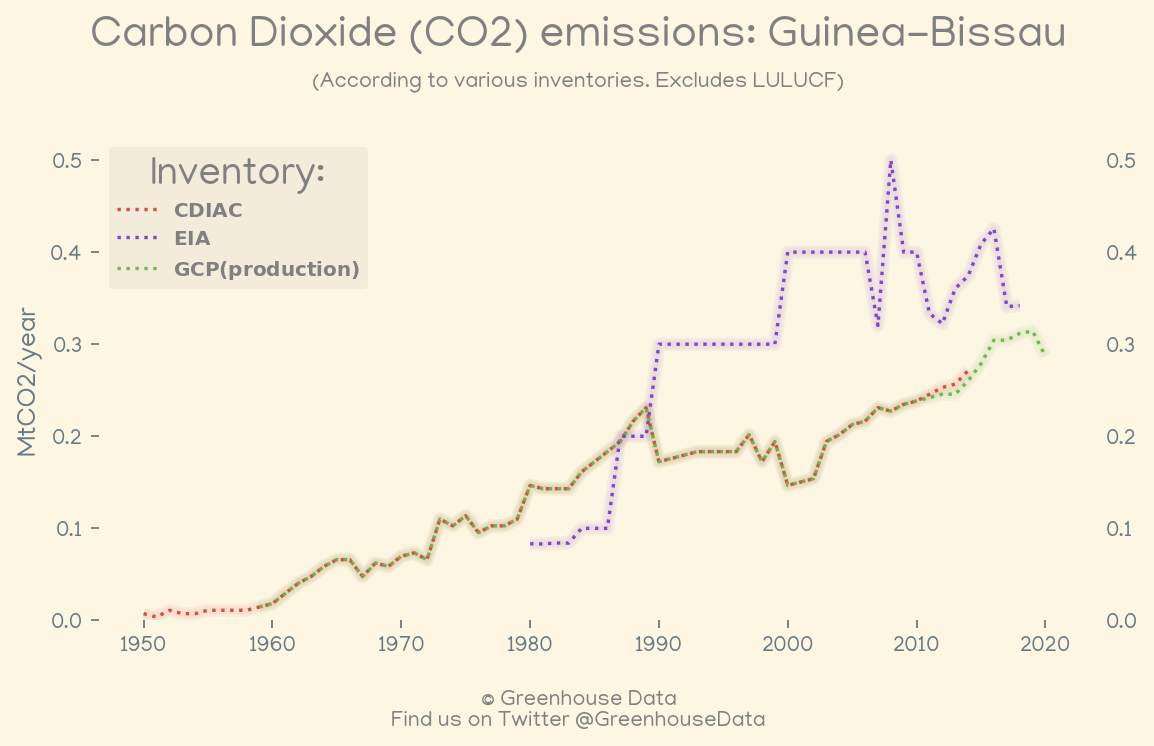 Carbon Dioxide (CO2) emissions: Guinea-Bissau
(According to various inventories. Excludes LULUCF)
Inventory:
CDIAC
EIA
GCP(production)
MtCO2/year
0.5
0.4
0.3
0.2
0.1
0.0
0.5
0.4
0.3
0.2
0.1
0.0
1950 1960 1970 1980 1990 2000 2010 2020
© Greenhouse Data
Find us on Twitter @GreenhouseData